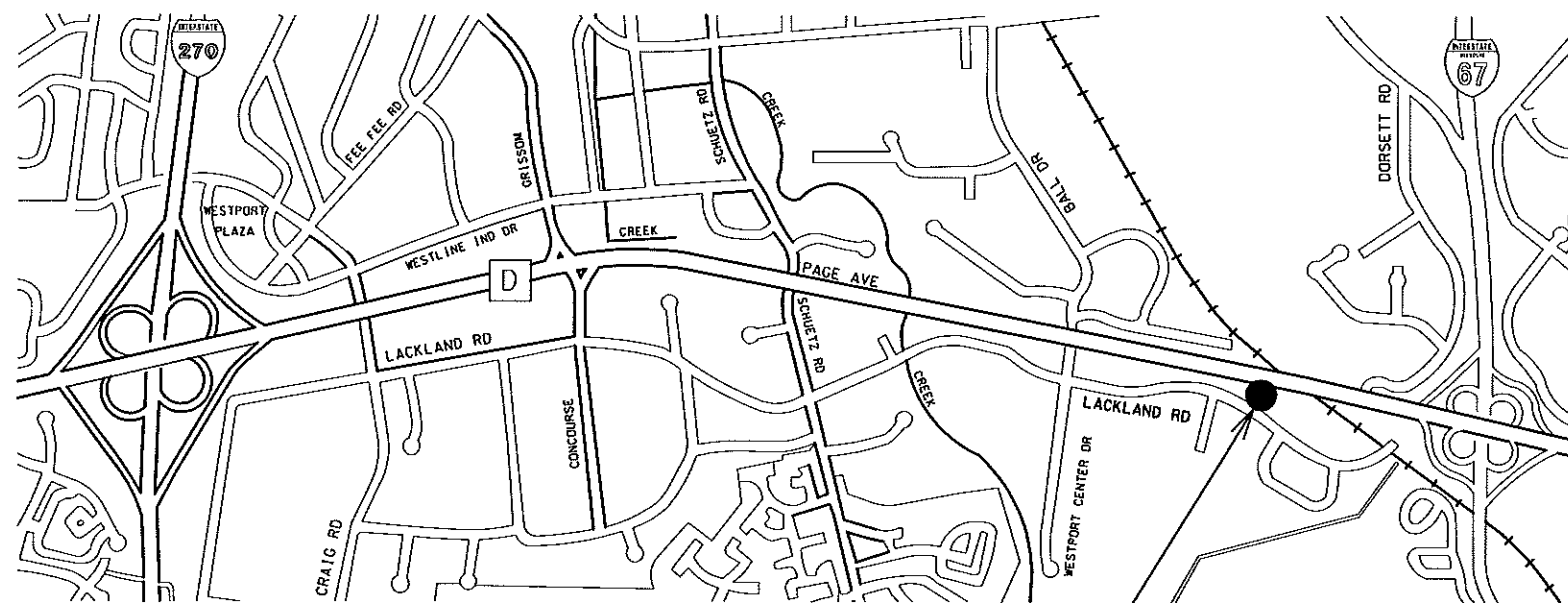 INTERSTATE
270
INTERSTATE
MISSOURI
67
FEE FEE RD
GRISSOM
SCHUETZ RD
CREEK
BALL DR
DORSETT RD
WESTPORT
PLAZA
WESTLINE IND DR
CREEK
D
PAGE AVE
SCHUETZ RD
LACKLAND RD
CREEK
LACKLAND RD
CONCOURSE
WESTPORT CENTER DR
CRAIG RD